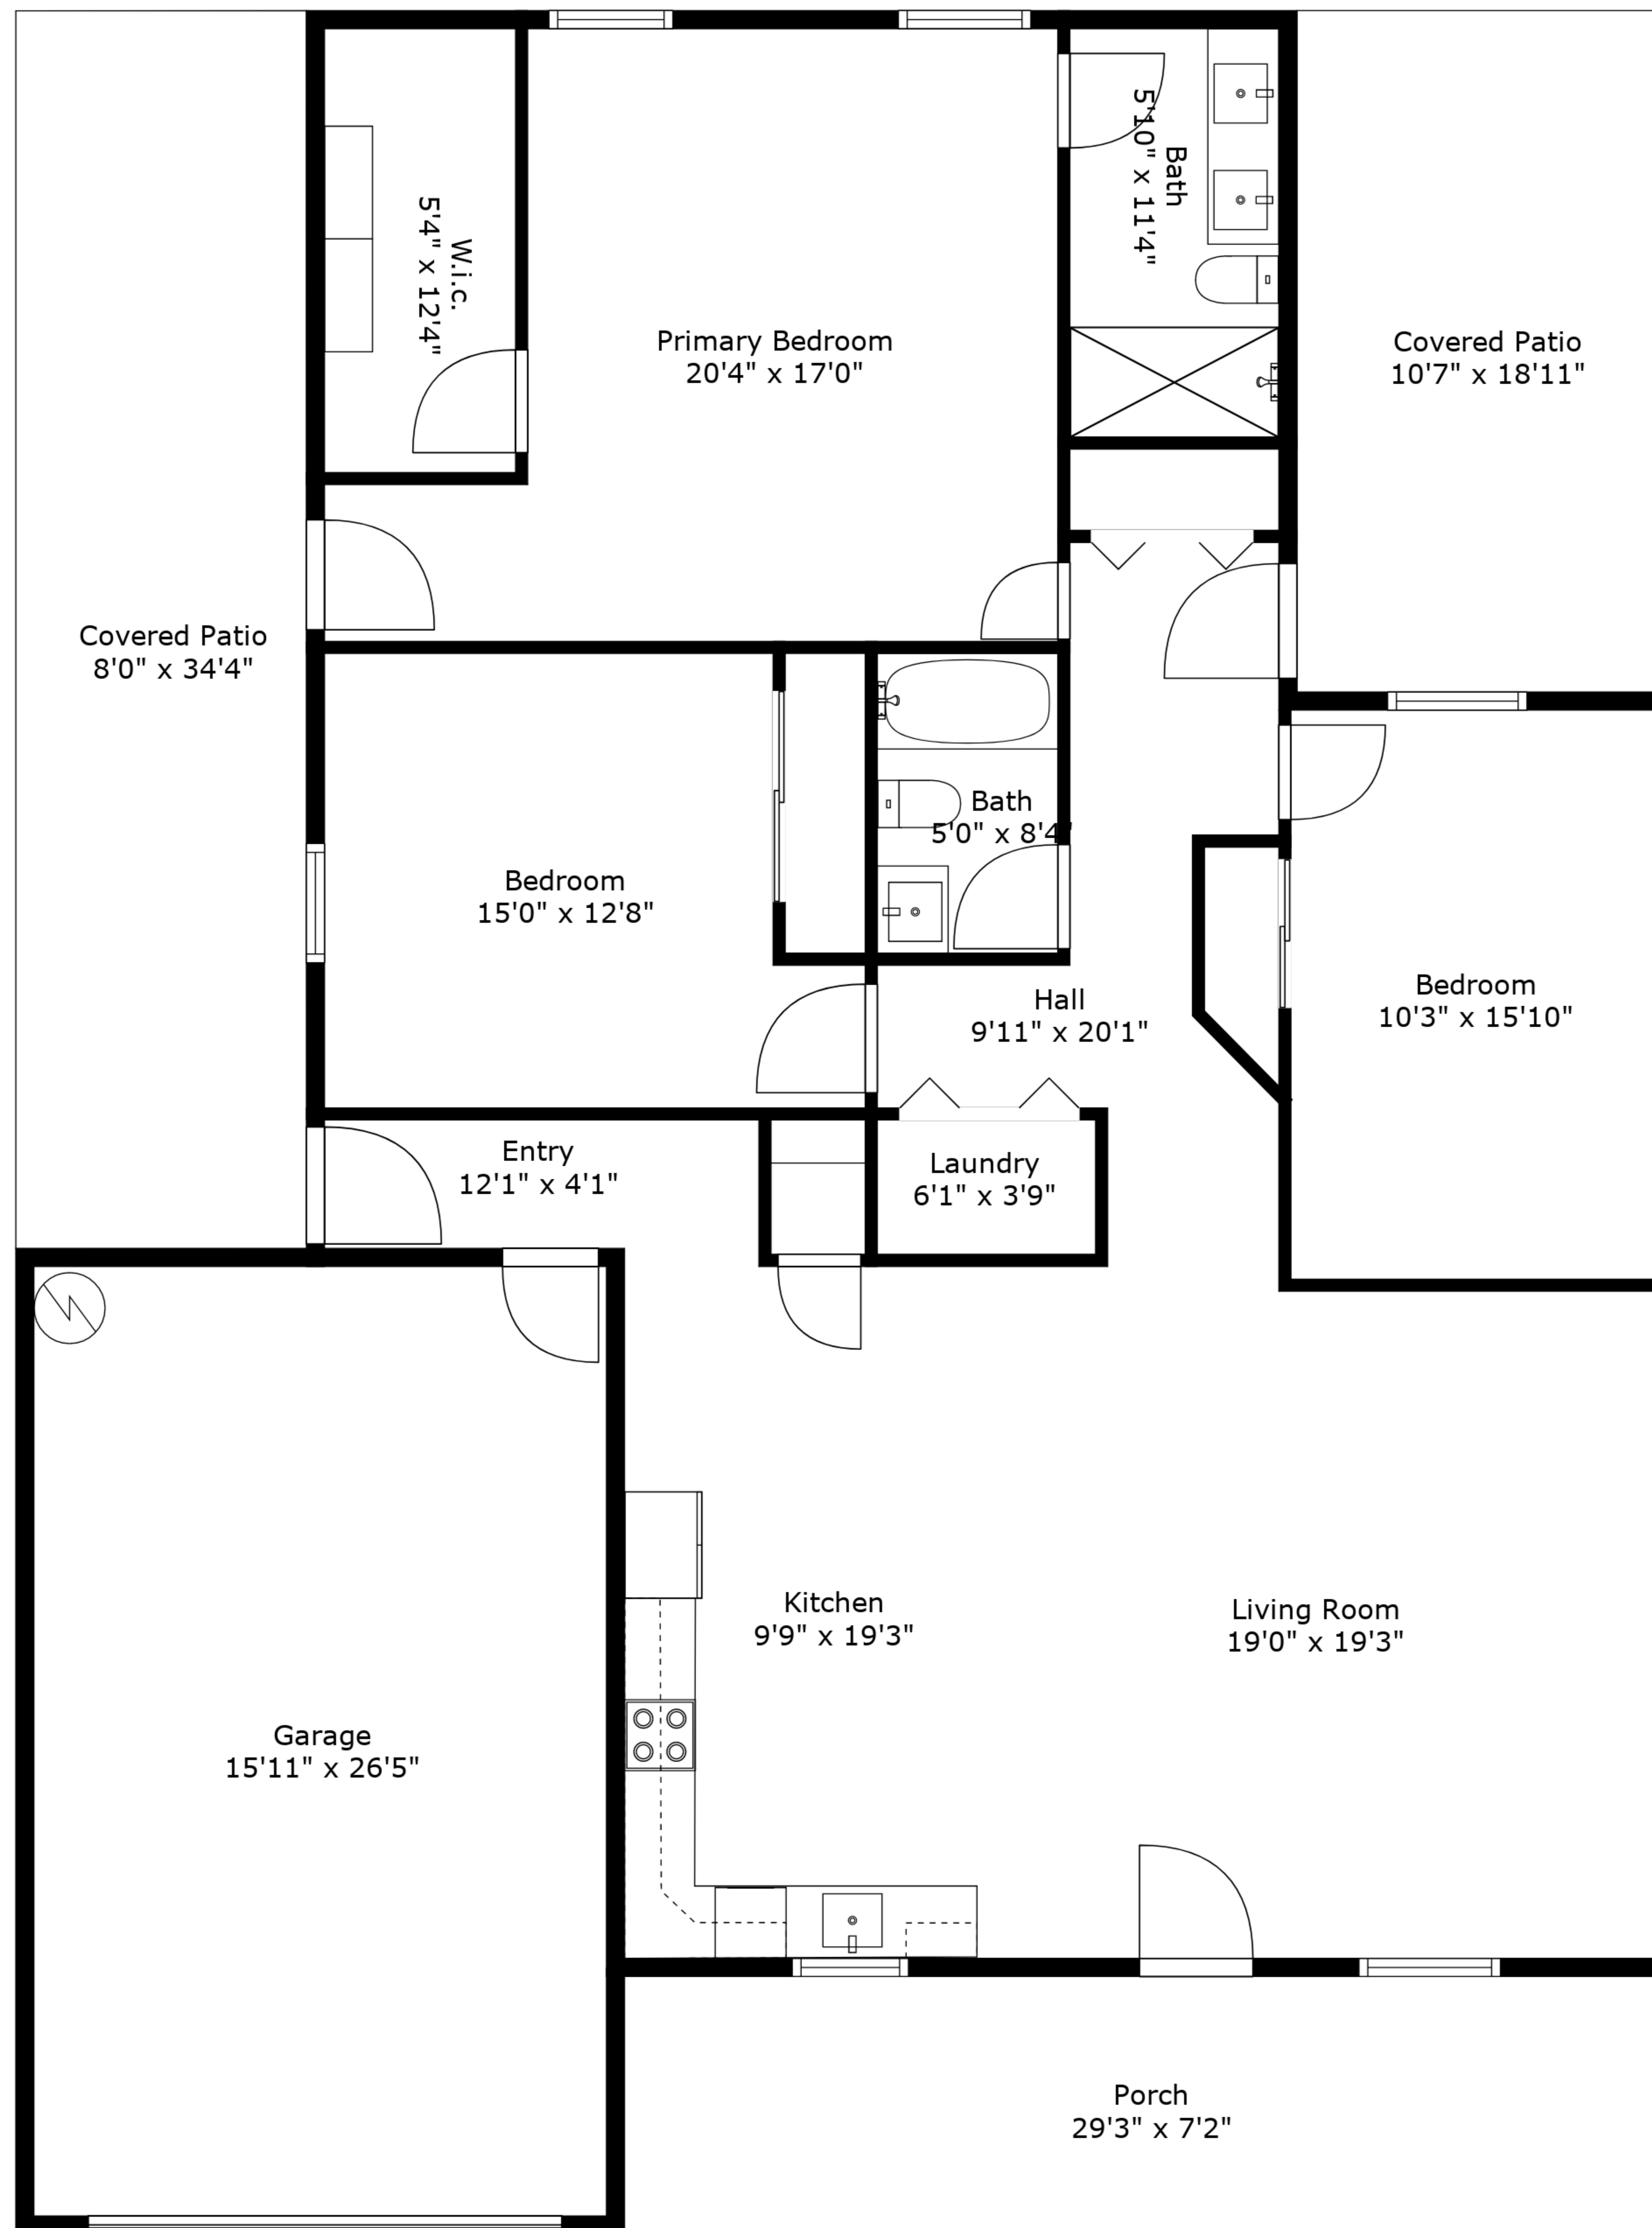 Bath
5'10" x 11'4"
W.i.c.
5'4" x 12'4"
Primary Bedroom
20'4" x 17'0"
Covered Patio
10'7" x 18'11"
Covered Patio
8'0" x 34'4"
Bath
5'0" x 8'4"
Bedroom
15'0" x 12'8"
Bedroom
10'3" x 15'10"
Hall
9'11" x 20'1"
Entry
12'1" x 4'1"
Laundry
6'1" x 3'9"
Kitchen
9'9" x 19'3"
Living Room
19'0" x 19'3"
Garage
15'11" x 26'5"
Porch
29'3" x 7'2"